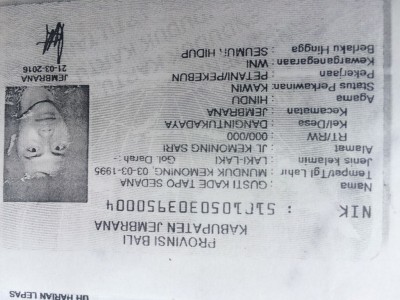 UH HARIAN LEPAS
PROVINSI BALI
KABUPATEN JEMBRANA
NIK : 5101050303950004
Nama : GUSTI KADE TAPO SEDANA
Tempat/Tgl Lahir : MUNDUK KEMONING, 03-03-1995
Jenis kelamin : LAKI-LAKI Gol Darah : -
Alamat : JL KEMONING SARI
RT/RW : 000/000
Kel/Desa : DANGINTUKADAYA
Kecamatan : JEMBRANA
Agama : HINDU
Status Perkawinan : KAWIN
Pekerjaan : PETANI/PEKEBUN
Kewarganegaraan : WNI
Berlaku Hingga : SEUMUR HIDUP
JEMBRANA
21-03-2016